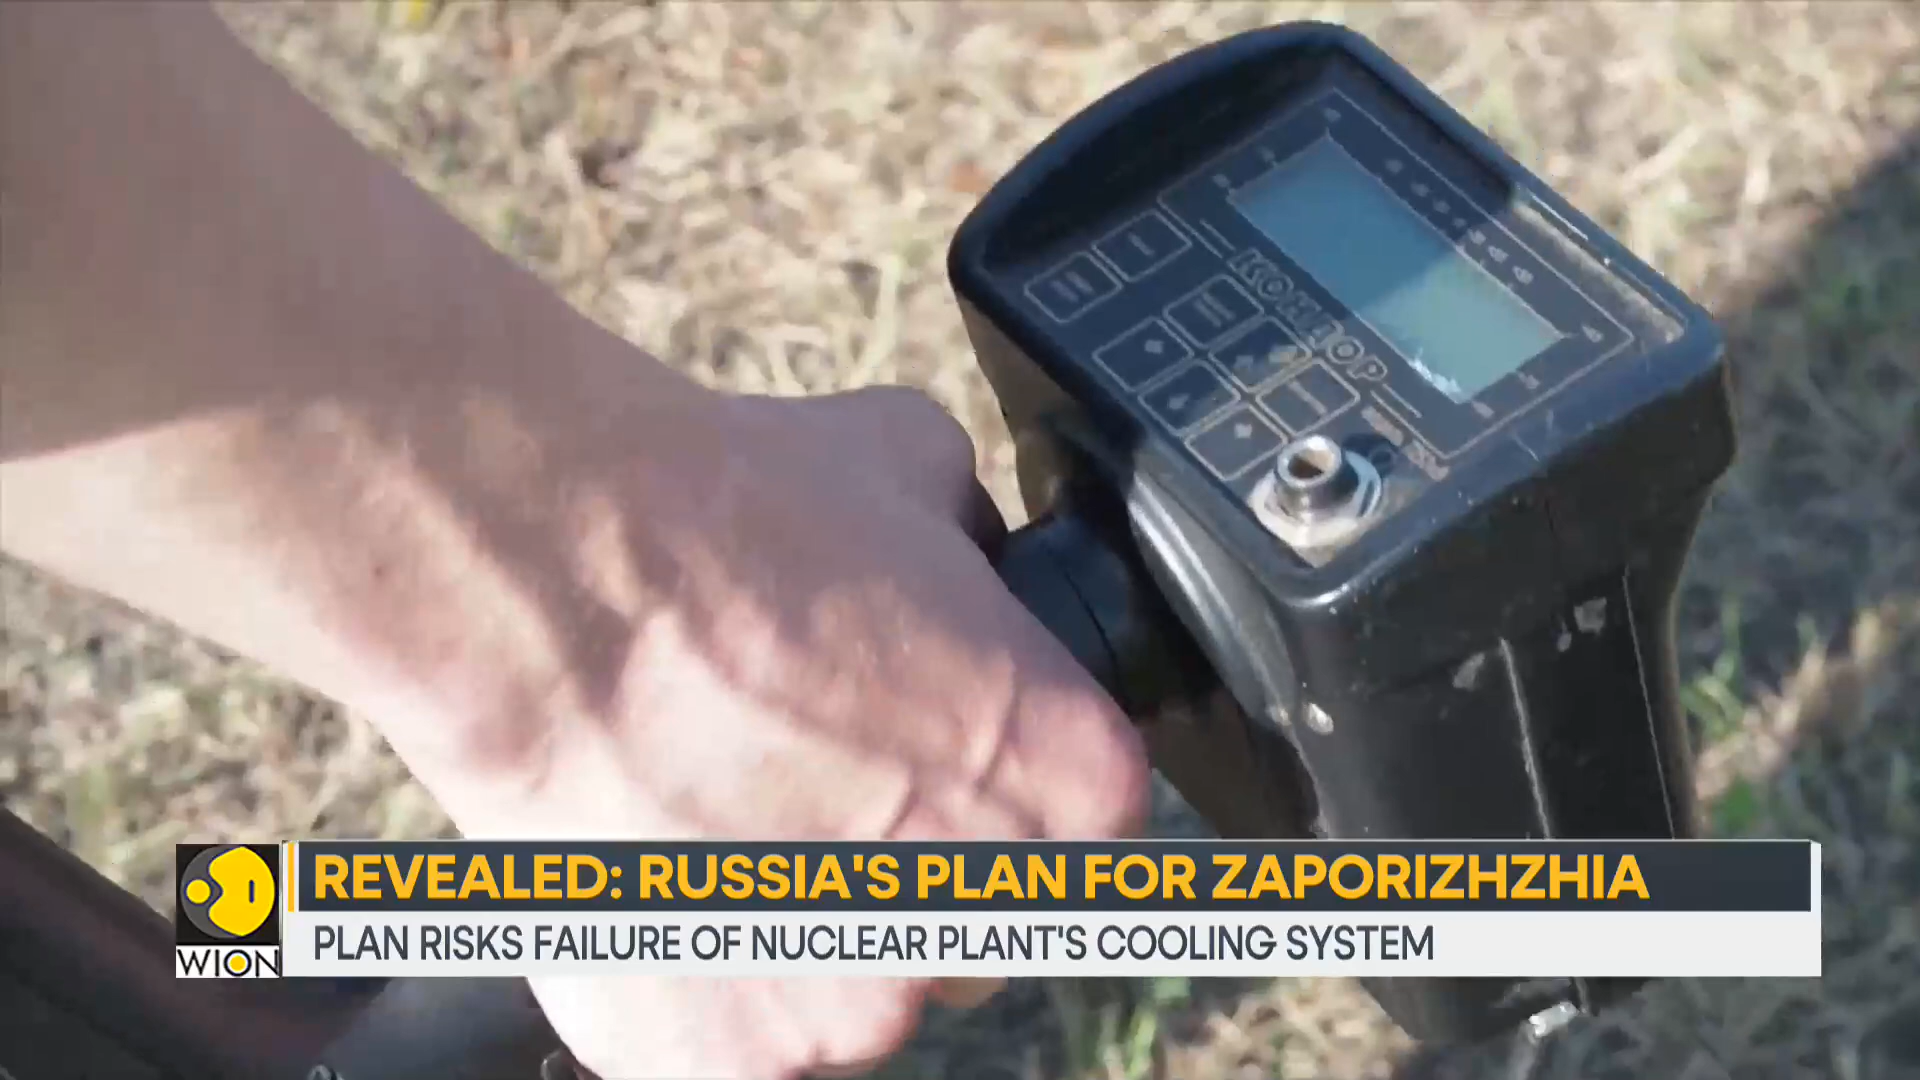 КОНДОР
REVEALED: RUSSIA'S PLAN FOR ZAPORIZHZHIA
PLAN RISKS FAILURE OF NUCLEAR PLANT'S COOLING SYSTEM
WION